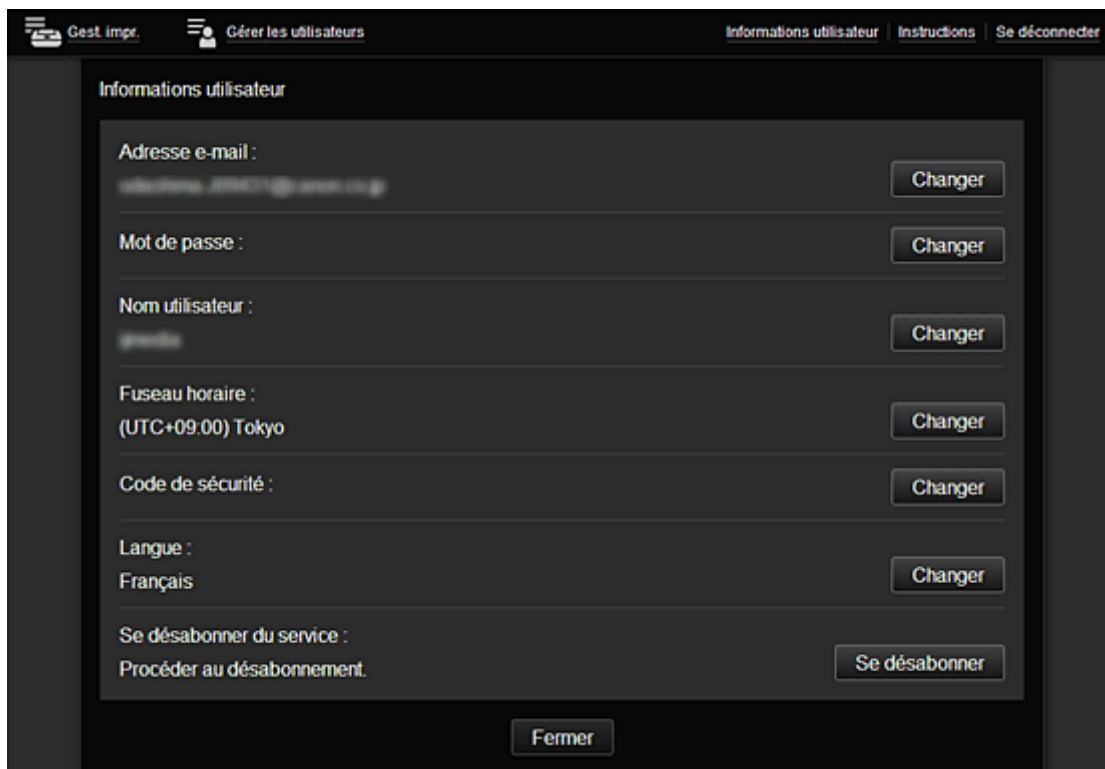 Gest. impr.
Gérer les utilisateurs
Informations utilisateur
Instructions
Se déconnecter
Informations utilisateur
Adresse e-mail :
Changer
Mot de passe :
Changer
Nom utilisateur :
Changer
Fuseau horaire :
(UTC+09:00) Tokyo
Changer
Code de sécurité :
Changer
Langue :
Français
Changer
Se désabonner du service :
Procéder au désabonnement.
Se désabonner
Fermer